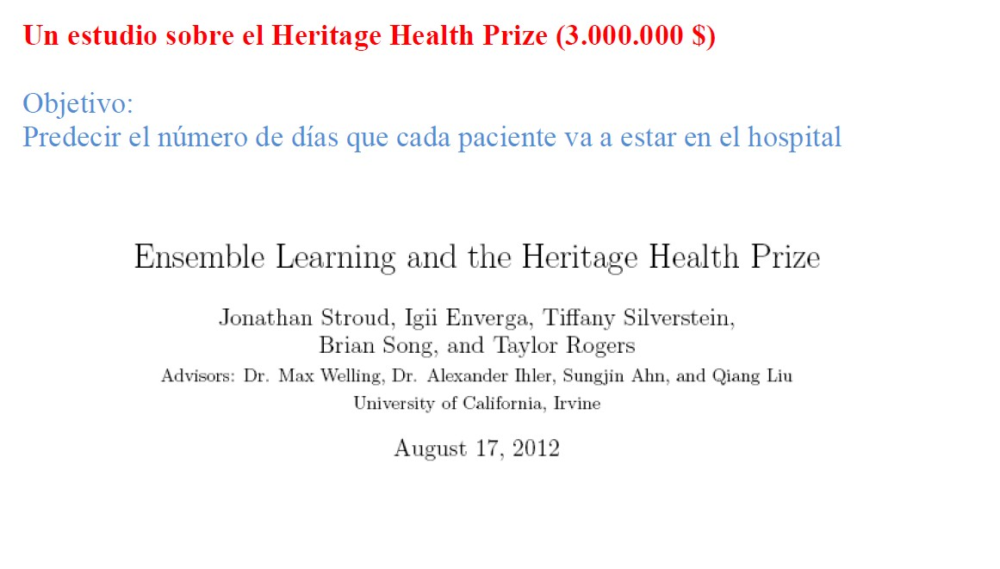 Un estudio sobre el Heritage Health Prize (3.000.000 $)
Objetivo:
Predecir el número de días que cada paciente va a estar en el hospital
Ensemble Learning and the Heritage Health Prize
Jonathan Stroud, Igii Enverga, Tiffany Silverstein,
Brian Song, and Taylor Rogers
Advisors: Dr. Max Welling, Dr. Alexander Ihler, Sungjin Ahn, and Qiang Liu
University of California, Irvine
August 17, 2012